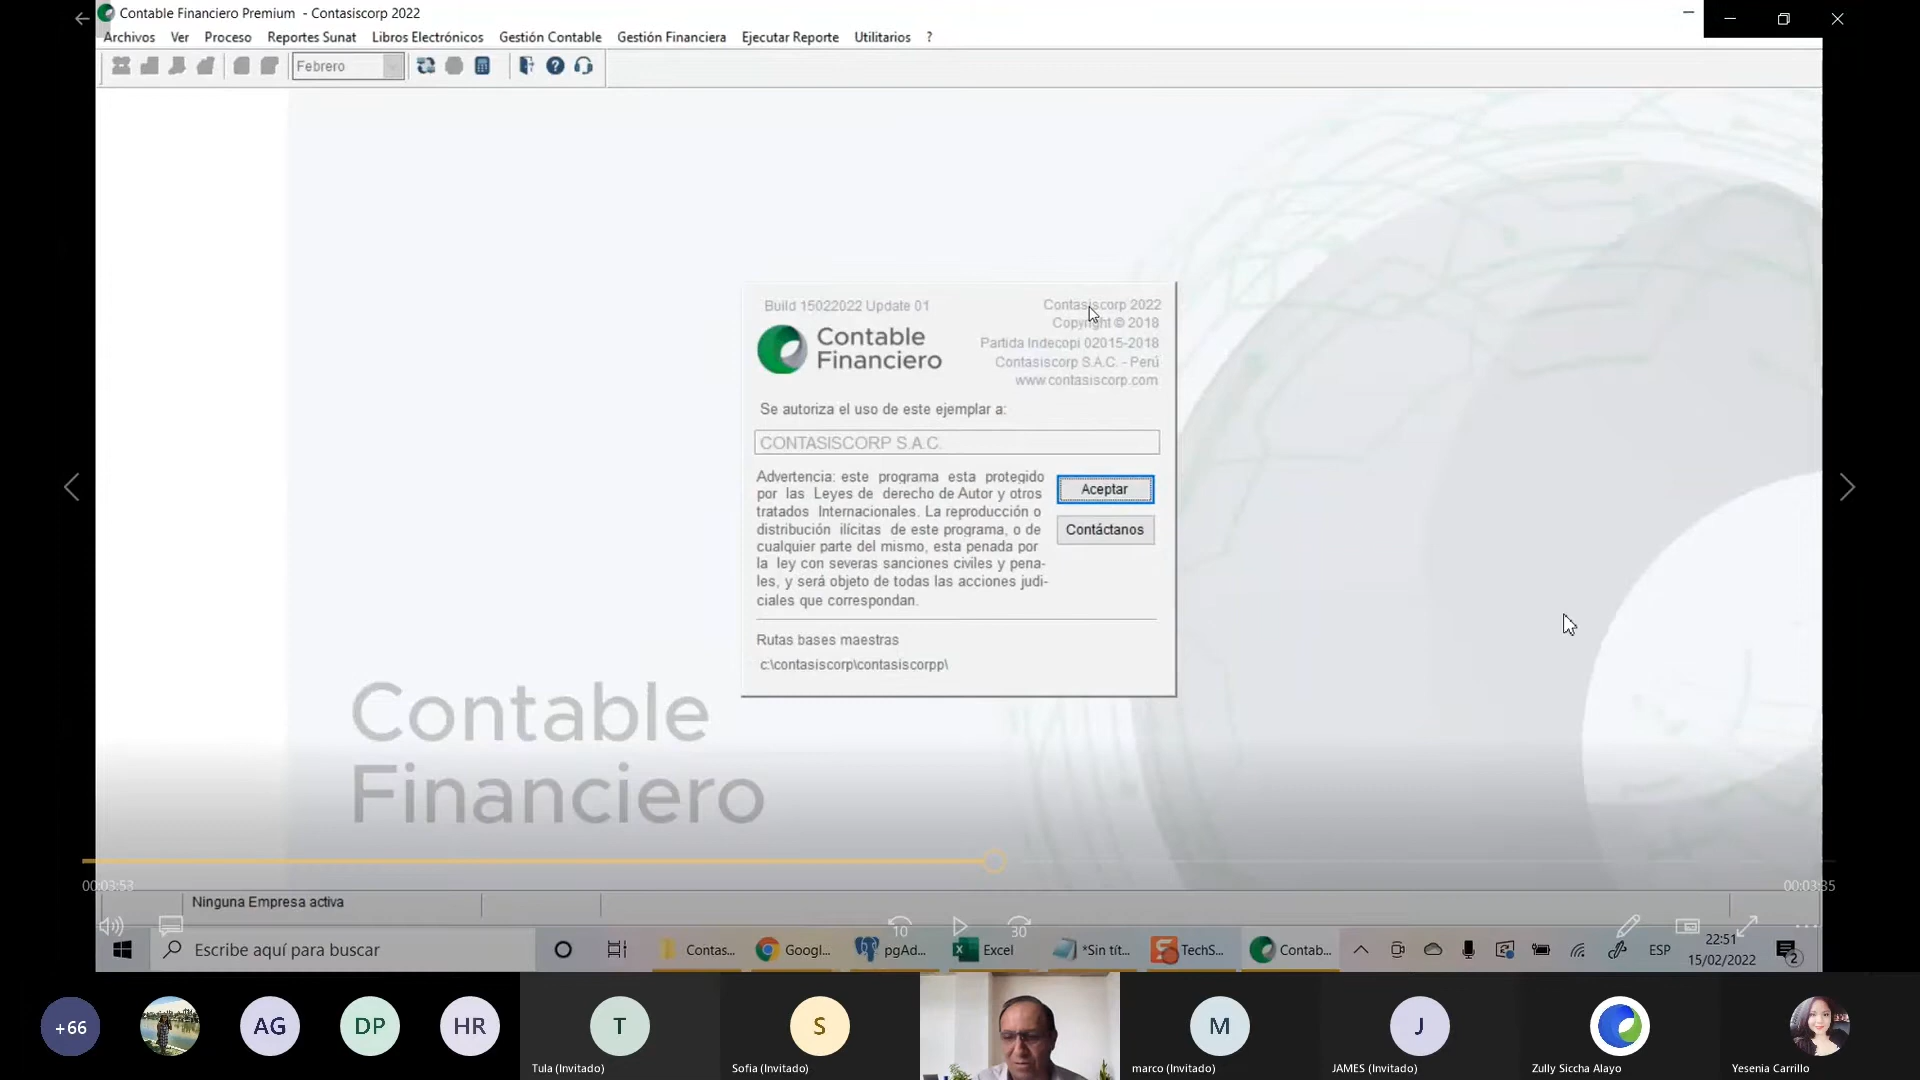 Contable Financiero Premium - Contasiscorp 2022
Archivos Ver Proceso Reportes Sunat Libros Electrónicos Gestión Contable Gestión Financiera Ejecutar Reporte Utilitarios ?
Febrero
Build 15022022 Update 01
Contasiscorp 2022
Copyright © 2018
Partida Indecopi 02015-2018
Contasiscorp S.A.C. - Perú
www.contasiscorp.com
Contable
Financiero
Se autoriza el uso de este ejemplar a:
CONTASISCORP S.A.C.
Advertencia: este programa esta protegido
por las Leyes de derecho de Autor y otros
tratados Internacionales. La reproducción o
distribución ilícitas de este programa, o de
cualquier parte del mismo, esta penada por
la ley con severas sanciones civiles y pena-
les, y será objeto de todas las acciones judi-
ciales que correspondan.
Aceptar
Contáctanos
Rutas bases maestras
c:\contasiscorp\contasiscorpp\
Contable
Financiero
00:03:53
00:03:35
Ninguna Empresa activa
10
30
Escribe aquí para buscar
Contas...
Googl...
pgAd...
Excel
*Sin tít...
TechS...
Contab...
ESP
22:51
15/02/2022
2
+66
AG
DP
HR
T
Tula (Invitado)
S
Sofia (Invitado)
M
marco (Invitado)
J
JAMES (Invitado)
Zully Siccha Alayo
Yesenia Carrillo